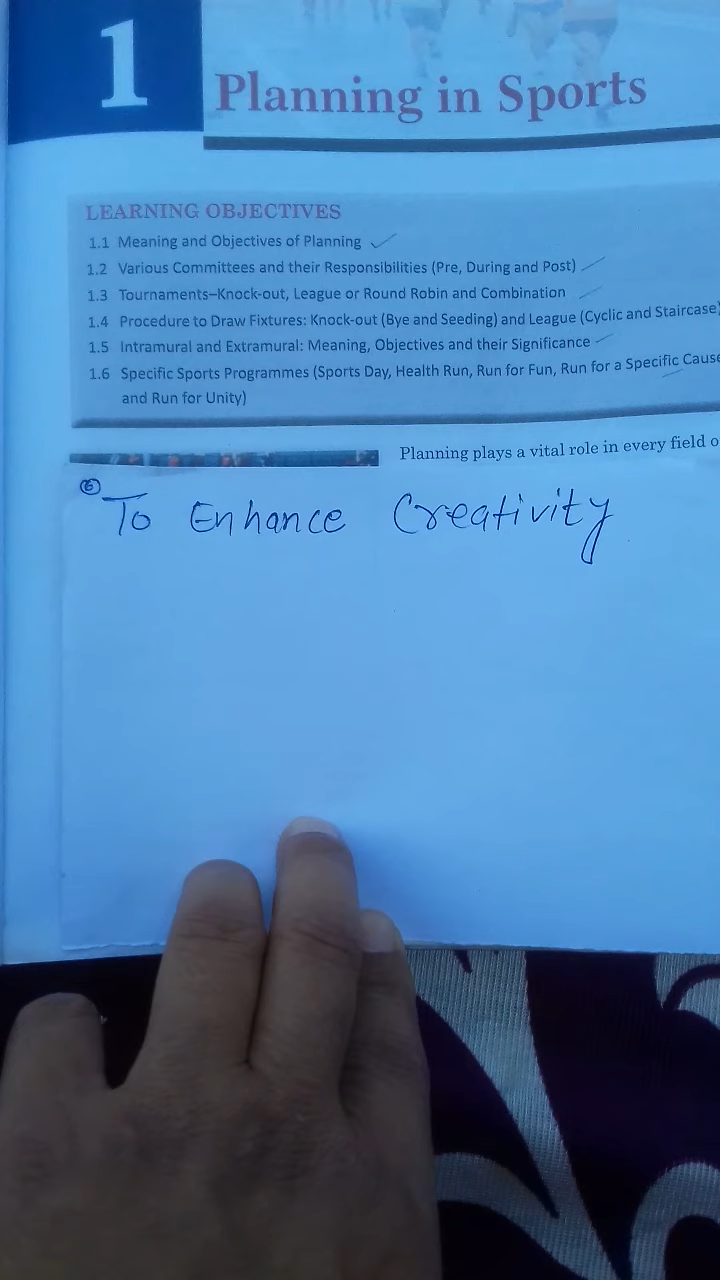 1
Planning in Sports
LEARNING OBJECTIVES
1.1 Meaning and Objectives of Planning
1.2 Various Committees and their Responsibilities (Pre, During and Post)
1.3 Tournaments–Knock-out, League or Round Robin and Combination
1.4 Procedure to Draw Fixtures: Knock-out (Bye and Seeding) and League (Cyclic and Staircase)
1.5 Intramural and Extramural: Meaning, Objectives and their Significance
1.6 Specific Sports Programmes (Sports Day, Health Run, Run for Fun, Run for a Specific Cause
and Run for Unity)
Planning plays a vital role in every field o
⑥ To Enhance Creativity